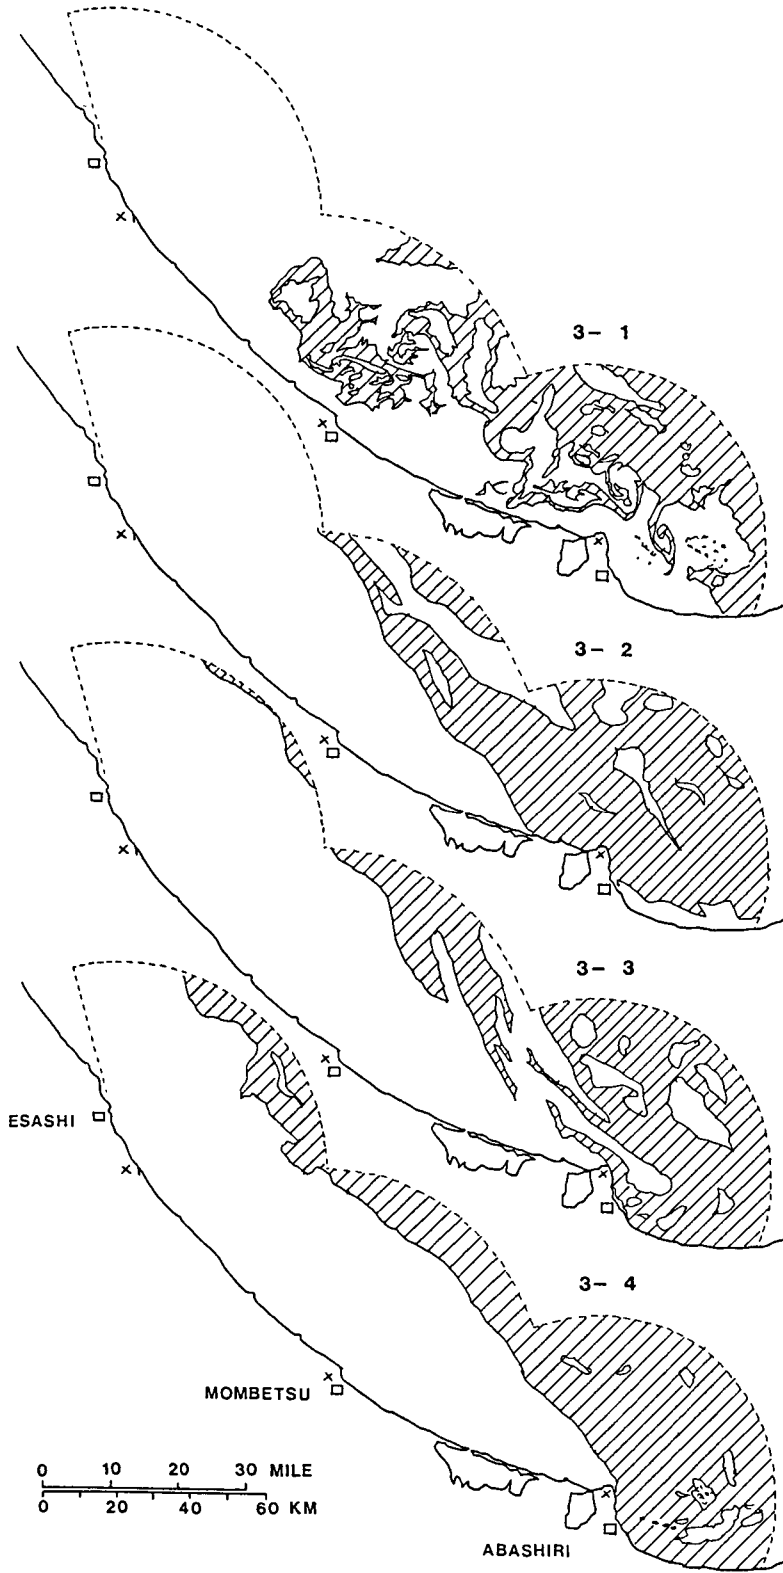 3- 1
3- 2
3- 3
ESASHI
3- 4
MOMBETSU
0 10 20 30 MILE
0 20 40 60 KM
ABASHIRI